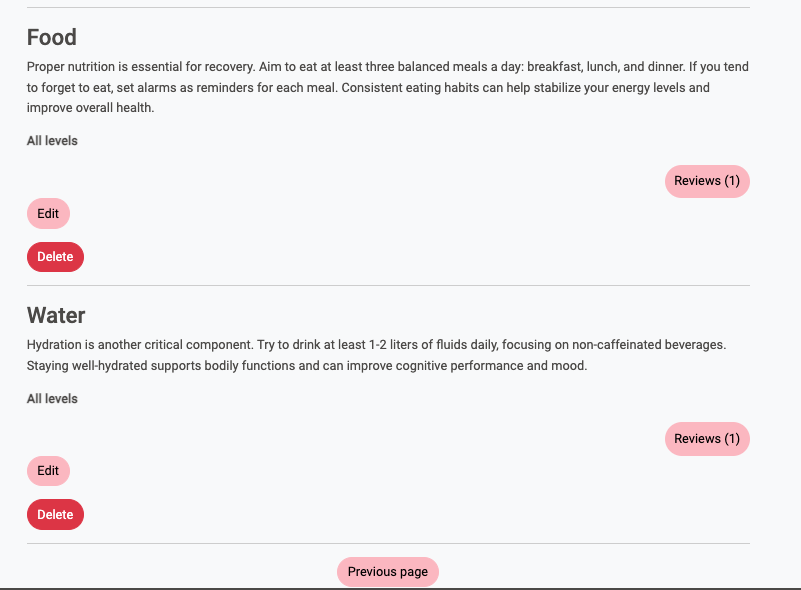 Food
Proper nutrition is essential for recovery. Aim to eat at least three balanced meals a day: breakfast, lunch, and dinner. If you tend
to forget to eat, set alarms as reminders for each meal. Consistent eating habits can help stabilize your energy levels and
improve overall health.
All levels
Reviews (1)
Edit
Delete
Water
Hydration is another critical component. Try to drink at least 1-2 liters of fluids daily, focusing on non-caffeinated beverages.
Staying well-hydrated supports bodily functions and can improve cognitive performance and mood.
All levels
Reviews (1)
Edit
Delete
Previous page